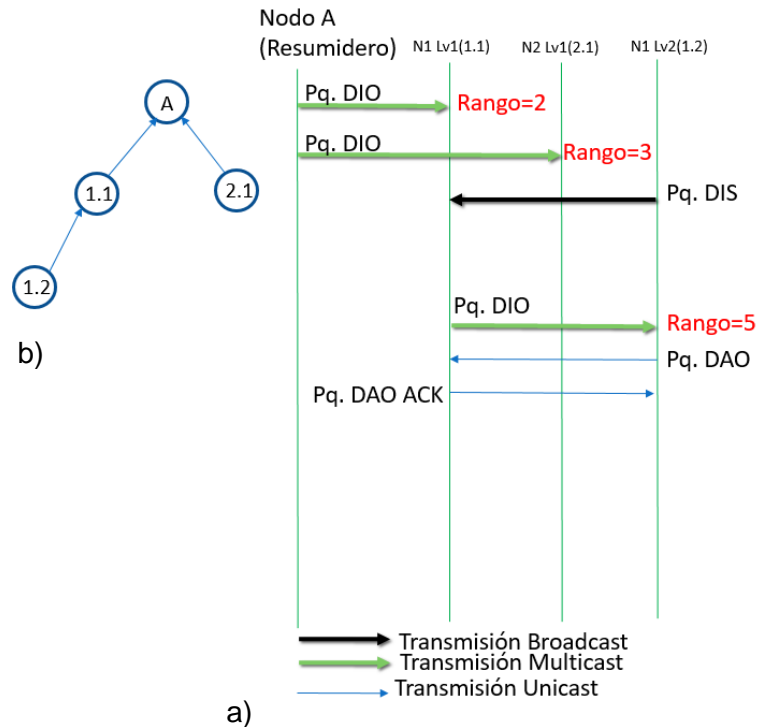 Nodo A
(Resumidero)
N1 Lv1(1.1)
N2 Lv1(2.1)
N1 Lv2(1.2)
Pq. DIO
Rango=2
Pq. DIO
Rango=3
Pq. DIS
Pq. DIO
Rango=5
Pq. DAO
Pq. DAO ACK
Transmisión Broadcast
Transmisión Multicast
Transmisión Unicast
a)
A
1.1
2.1
1.2
b)